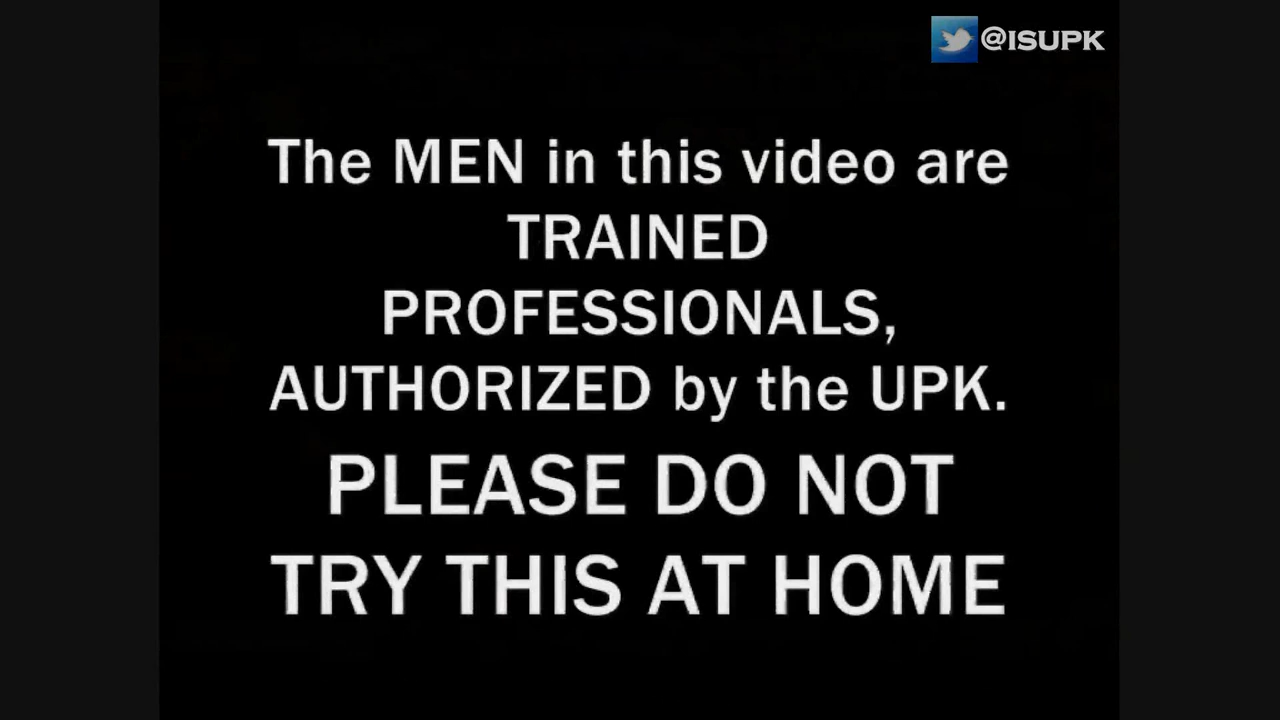 @ISUPK
The MEN in this video are
TRAINED
PROFESSIONALS,
AUTHORIZED by the UPK.
PLEASE DO NOT
TRY THIS AT HOME